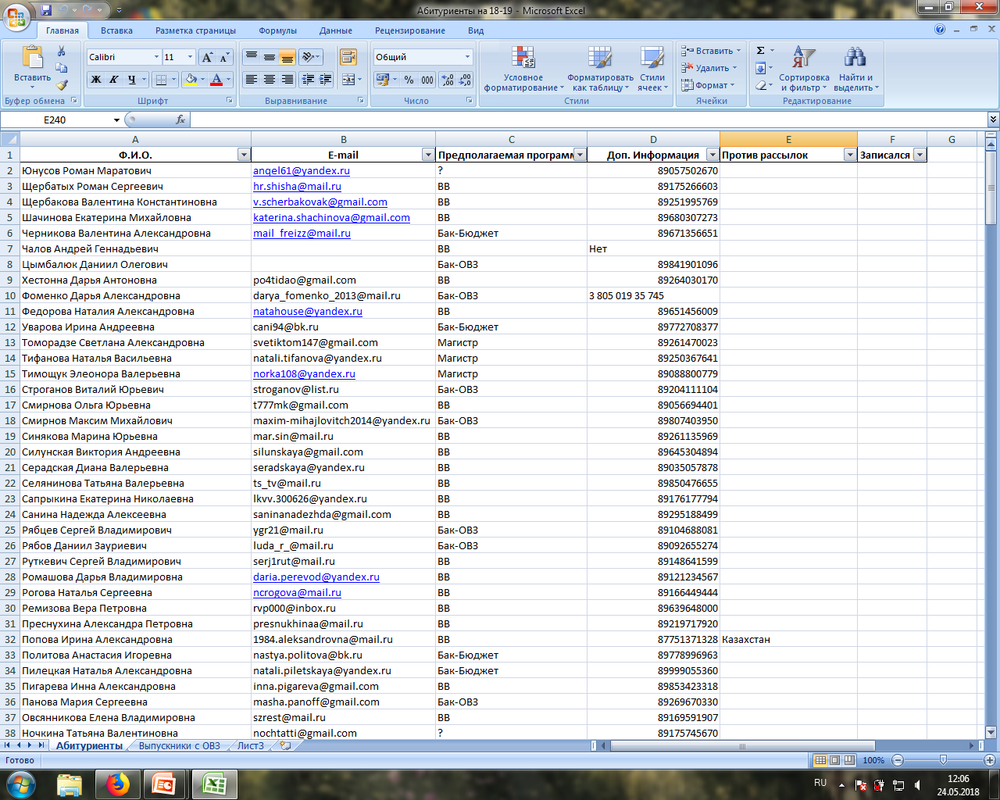 Абитуриенты на 18-19 - Microsoft Excel
Главная Вставка Разметка страницы Формулы Данные Рецензирование Вид
Вставить
Буфер обмена
Calibri 11
Ж К Ч
Шрифт
Выравнивание
Общий
% 000
Число
Условное форматирование
Форматировать как таблицу
Стили ячеек
Стили
Вставить
Удалить
Формат
Ячейки
Сортировка и фильтр
Найти и выделить
Редактирование
E240 fx
A B C D E F G
1 Ф.И.О. E-mail Предполагаемая програм Доп. Информация Против рассылок Записался
2 Юнусов Роман Маратович anqel61@yandex.ru ? 89057502670
3 Щербатых Роман Сергеевич hr.shisha@mail.ru ВВ 89175266603
4 Щербакова Валентина Константиновна v.scherbakovak@gmail.com ВВ 89251995769
5 Шачинова Екатерина Михайловна katerina.shachinova@gmail.com ВВ 89680307273
6 Черникова Валентина Александровна mail_freizz@mail.ru Бак-Бюджет 89671356651
7 Чалов Андрей Геннадьевич ВВ Нет
8 Цымбалюк Даниил Олегович Бак-ОВЗ 89841901096
9 Хестонна Дарья Антоновна po4tidao@gmail.com ВВ 89264030170
10 Фоменко Дарья Александровна darya_fomenko_2013@mail.ru Бак-ОВЗ 3 805 019 35 745
11 Федорова Наталия Александровна natahouse@yandex.ru ВВ 89651456009
12 Уварова Ирина Андреевна cani94@bk.ru Бак-Бюджет 89772708377
13 Томорадзе Светлана Александровна svetiktom147@gmail.com Магистр 89261470023
14 Тифанова Наталья Васильевна natali.tifanova@yandex.ru Магистр 89250367641
15 Тимощук Элеонора Валерьевна norka108@yandex.ru Магистр 89088800779
16 Строганов Виталий Юрьевич stroganov@list.ru Бак-ОВЗ 89204111104
17 Смирнова Ольга Юрьевна t777mk@gmail.com ВВ 89056694401
18 Смирнов Максим Михайлович maxim-mihajlovitch2014@yandex.ru Бак-ОВЗ 89807403950
19 Синякова Марина Юрьевна mar.sin@mail.ru ВВ 89261135969
20 Силунская Виктория Андреевна silunskaya@gmail.com ВВ 89645304894
21 Серадская Диана Валерьевна seradskaya@yandex.ru ВВ 89035057878
22 Селянинова Татьяна Валерьевна ts_tv@mail.ru ВВ 89850476655
23 Сапрыкина Екатерина Николаевна lkvv.300626@yandex.ru ВВ 89176177794
24 Санина Надежда Алексеевна saninanadezhda@gmail.com ВВ 89295188499
25 Рябцев Сергей Владимирович ygr21@mail.ru Бак-ОВЗ 89104688081
26 Рябов Даниил Зауриевич luda_r_@mail.ru Бак-ОВЗ 89092655274
27 Руткевич Сергей Владимирович serj1rut@mail.ru ВВ 89148641599
28 Ромашова Дарья Владимировна daria.perevod@yandex.ru ВВ 89121234567
29 Рогова Наталья Сергеевна ncrogova@mail.ru ВВ 89166449444
30 Ремизова Вера Петровна rvp000@inbox.ru ВВ 89639648000
31 Преснухина Александра Петровна presnukhinaa@mail.ru ВВ 89219717920
32 Попова Ирина Александровна 1984.aleksandrovna@mail.ru ВВ 87751371328 Казахстан
33 Политова Анастасия Игоревна nastya.politova@bk.ru Бак-Бюджет 89778996963
34 Пилецкая Наталья Александровна natali.piletskaya@yandex.ru Бак-Бюджет 89999055360
35 Пигарева Инна Александровна inna.pigareva@gmail.com ВВ 89853423318
36 Панова Мария Сергеевна masha.panoff@gmail.com Бак-ОВЗ 89269670330
37 Овсянникова Елена Владимировна szrest@mail.ru ВВ 89169591907
38 Ночкина Татьяна Валентиновна nochtatti@gmail.com ? 89175745670
Абитуриенты Выпускники с ОВЗ Лист3
Готово 100%
RU 12:06
24.05.2018